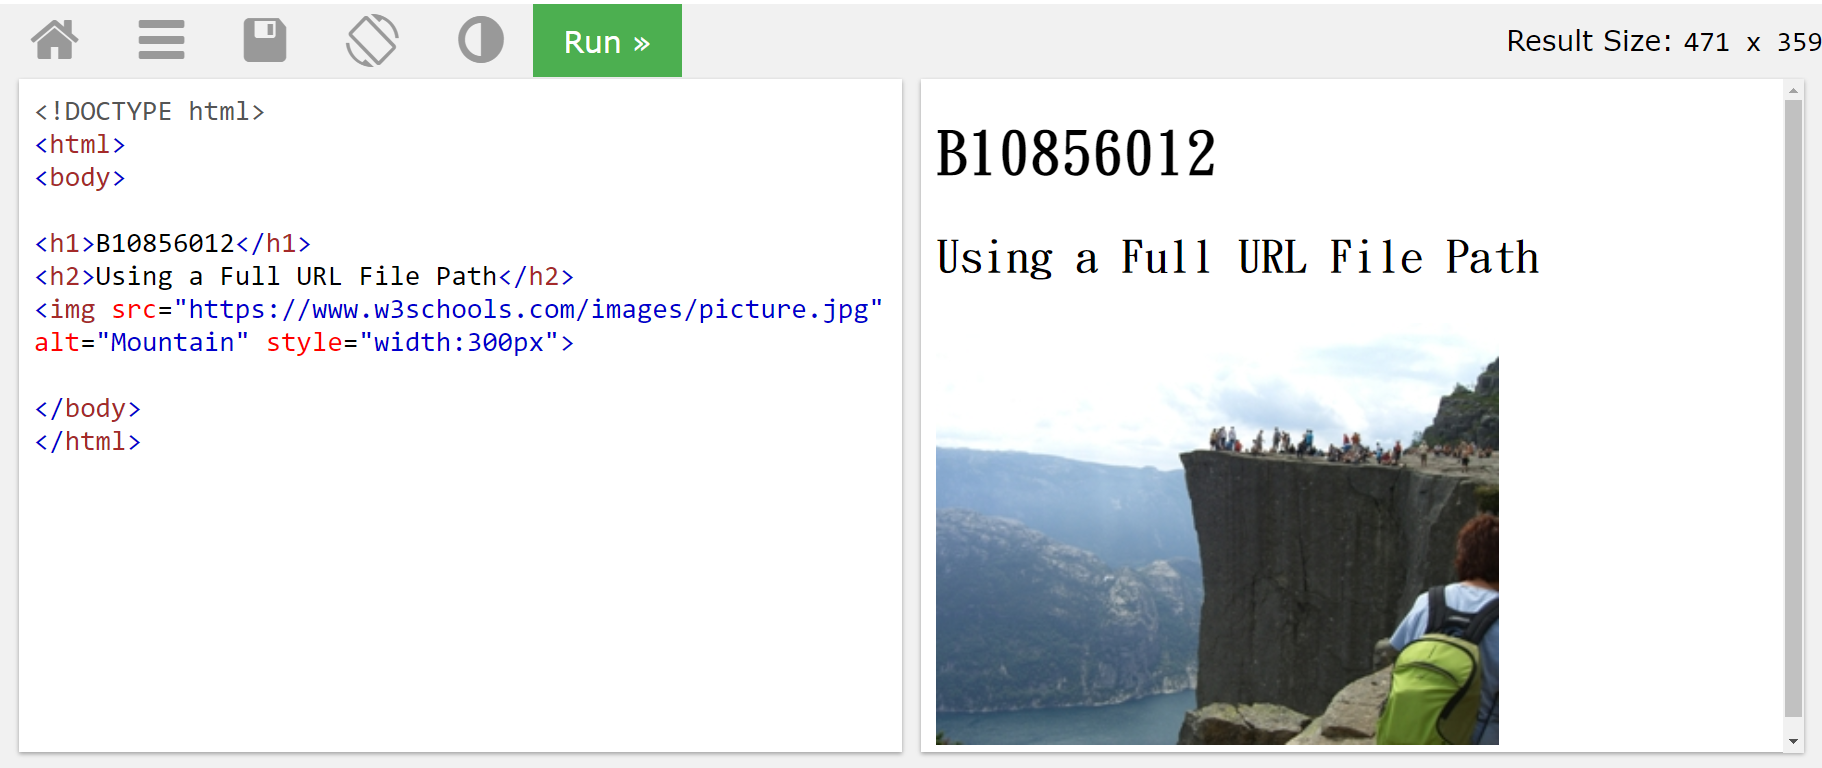 Run »
Result Size: 471 x 359
<!DOCTYPE html>
<html>
<body>
<h1>B10856012</h1>
<h2>Using a Full URL File Path</h2>
<img src="https://www.w3schools.com/images/picture.jpg"
alt="Mountain" style="width:300px">
</body>
</html>
B10856012
Using a Full URL File Path